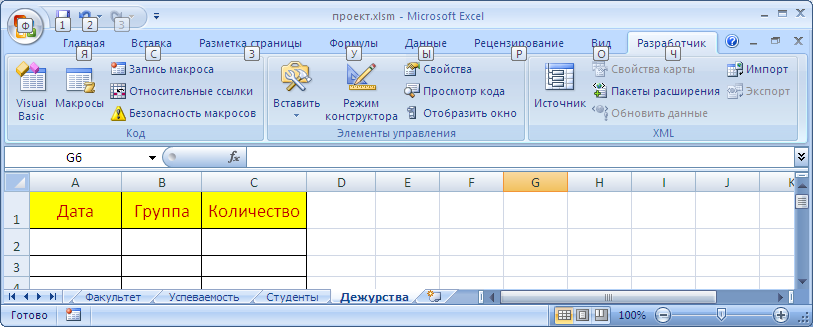 проект.xlsm - Microsoft Excel
Ф 1 2 3
Главная Вставка Разметка страницы Формулы Данные Рецензирование Вид Разработчик
Я С З У Ы Р О Ч
Visual Basic
Макросы
Запись макроса
Относительные ссылки
Безопасность макросов
Код
Вставить
Режим конструктора
Свойства
Просмотр кода
Отобразить окно
Элементы управления
Источник
Свойства карты
Пакеты расширения
Обновить данные
Импорт
Экспорт
XML
G6 fx
A B C D E F G H I J K
1 Дата Группа Количество
2
3
4
Факультет Успеваемость Студенты Дежурства
Готово 100%